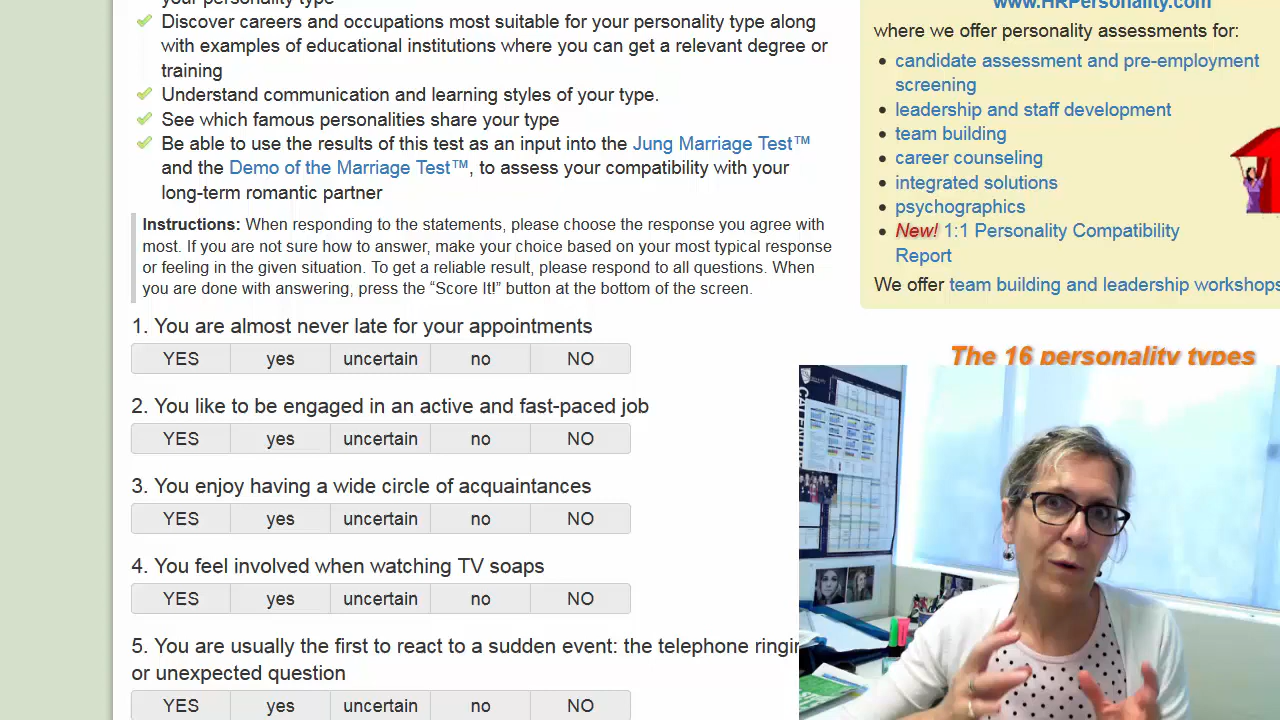 your personality type
Discover careers and occupations most suitable for your personality type along
with examples of educational institutions where you can get a relevant degree or
training
Understand communication and learning styles of your type.
See which famous personalities share your type
Be able to use the results of this test as an input into the Jung Marriage Test™
and the Demo of the Marriage Test™, to assess your compatibility with your
long-term romantic partner
Instructions: When responding to the statements, please choose the response you agree with
most. If you are not sure how to answer, make your choice based on your most typical response
or feeling in the given situation. To get a reliable result, please respond to all questions. When
you are done with answering, press the “Score It!” button at the bottom of the screen.
1. You are almost never late for your appointments
YES yes uncertain no NO
2. You like to be engaged in an active and fast-paced job
YES yes uncertain no NO
3. You enjoy having a wide circle of acquaintances
YES yes uncertain no NO
4. You feel involved when watching TV soaps
YES yes uncertain no NO
5. You are usually the first to react to a sudden event: the telephone ringin
or unexpected question
YES yes uncertain no NO
www.HRPersonality.com
where we offer personality assessments for:
candidate assessment and pre-employment
screening
leadership and staff development
team building
career counseling
integrated solutions
psychographics
New! 1:1 Personality Compatibility
Report
We offer team building and leadership workshops
The 16 personality types